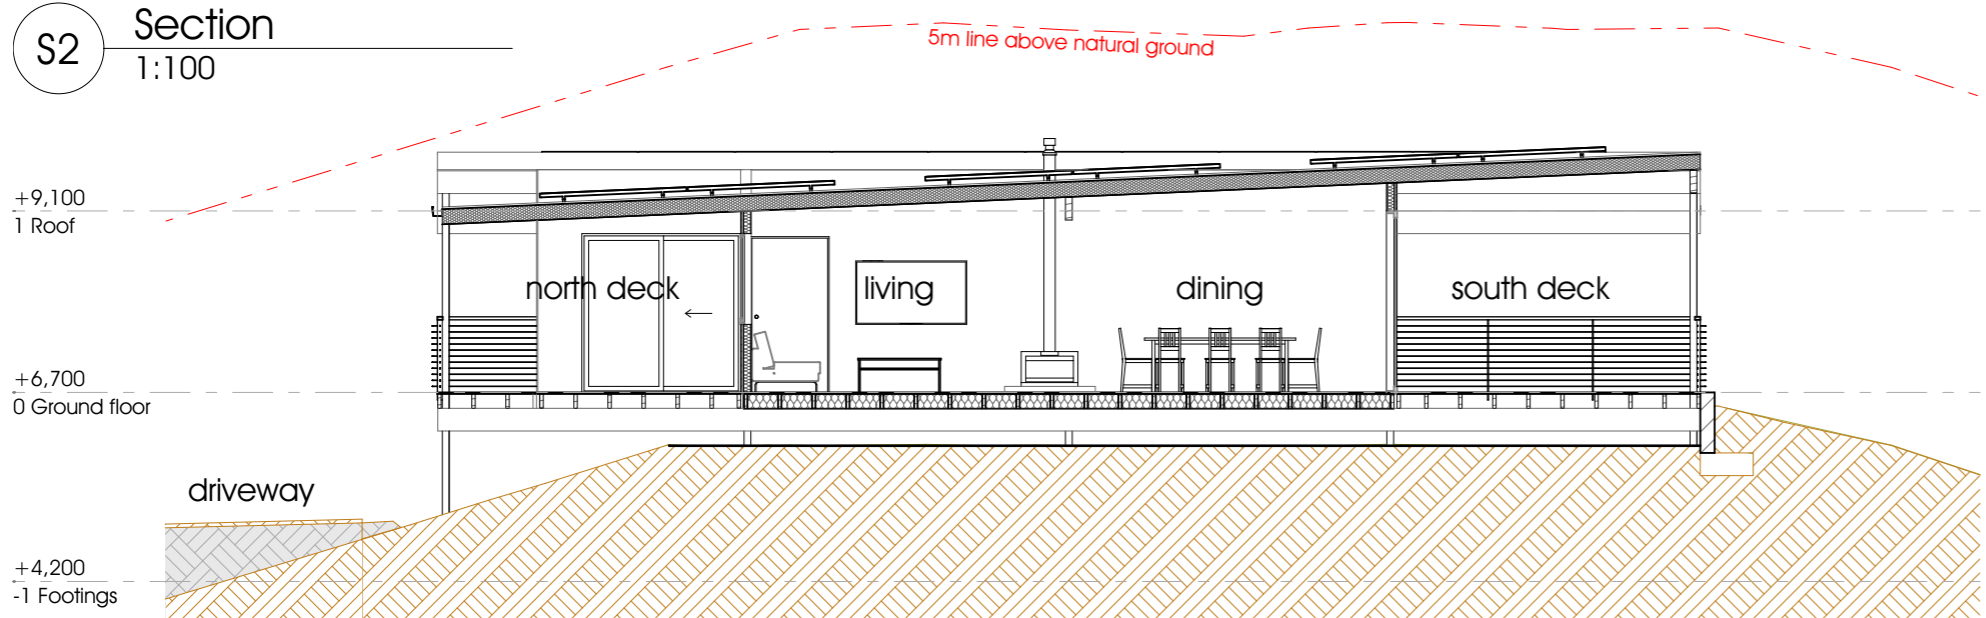 S2
Section
1:100
5m line above natural ground
+9,100
1 Roof
north deck
living
dining
south deck
+6,700
0 Ground floor
driveway
+4,200
-1 Footings